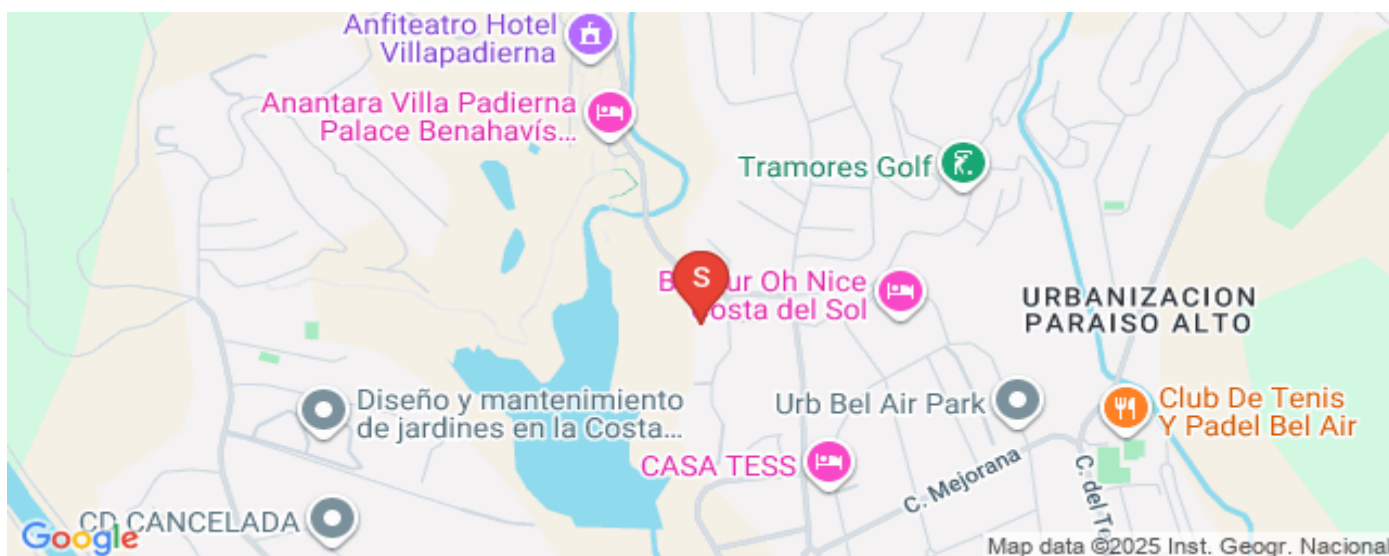 Anfiteatro Hotel
Villapadierna
Anantara Villa Padierna
Palace Benahavís...
Tramores Golf
S
ur Oh Nice
Costa del Sol
URBANIZACION
PARAISO ALTO
Diseño y mantenimiento
de jardines en la Costa...
Urb Bel Air Park
Club De Tenis
Y Padel Bel Air
CASA TESS
C. Mejorana
C. del Te
CD CANCELADA
Google
Map data ©2025 Inst. Geogr. Nacional